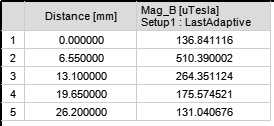 Distance [mm] Mag_B [uTesla]
Setup1 : LastAdaptive
1 0.000000 136.841116
2 6.550000 510.390002
3 13.100000 264.351124
4 19.650000 175.574521
5 26.200000 131.040676